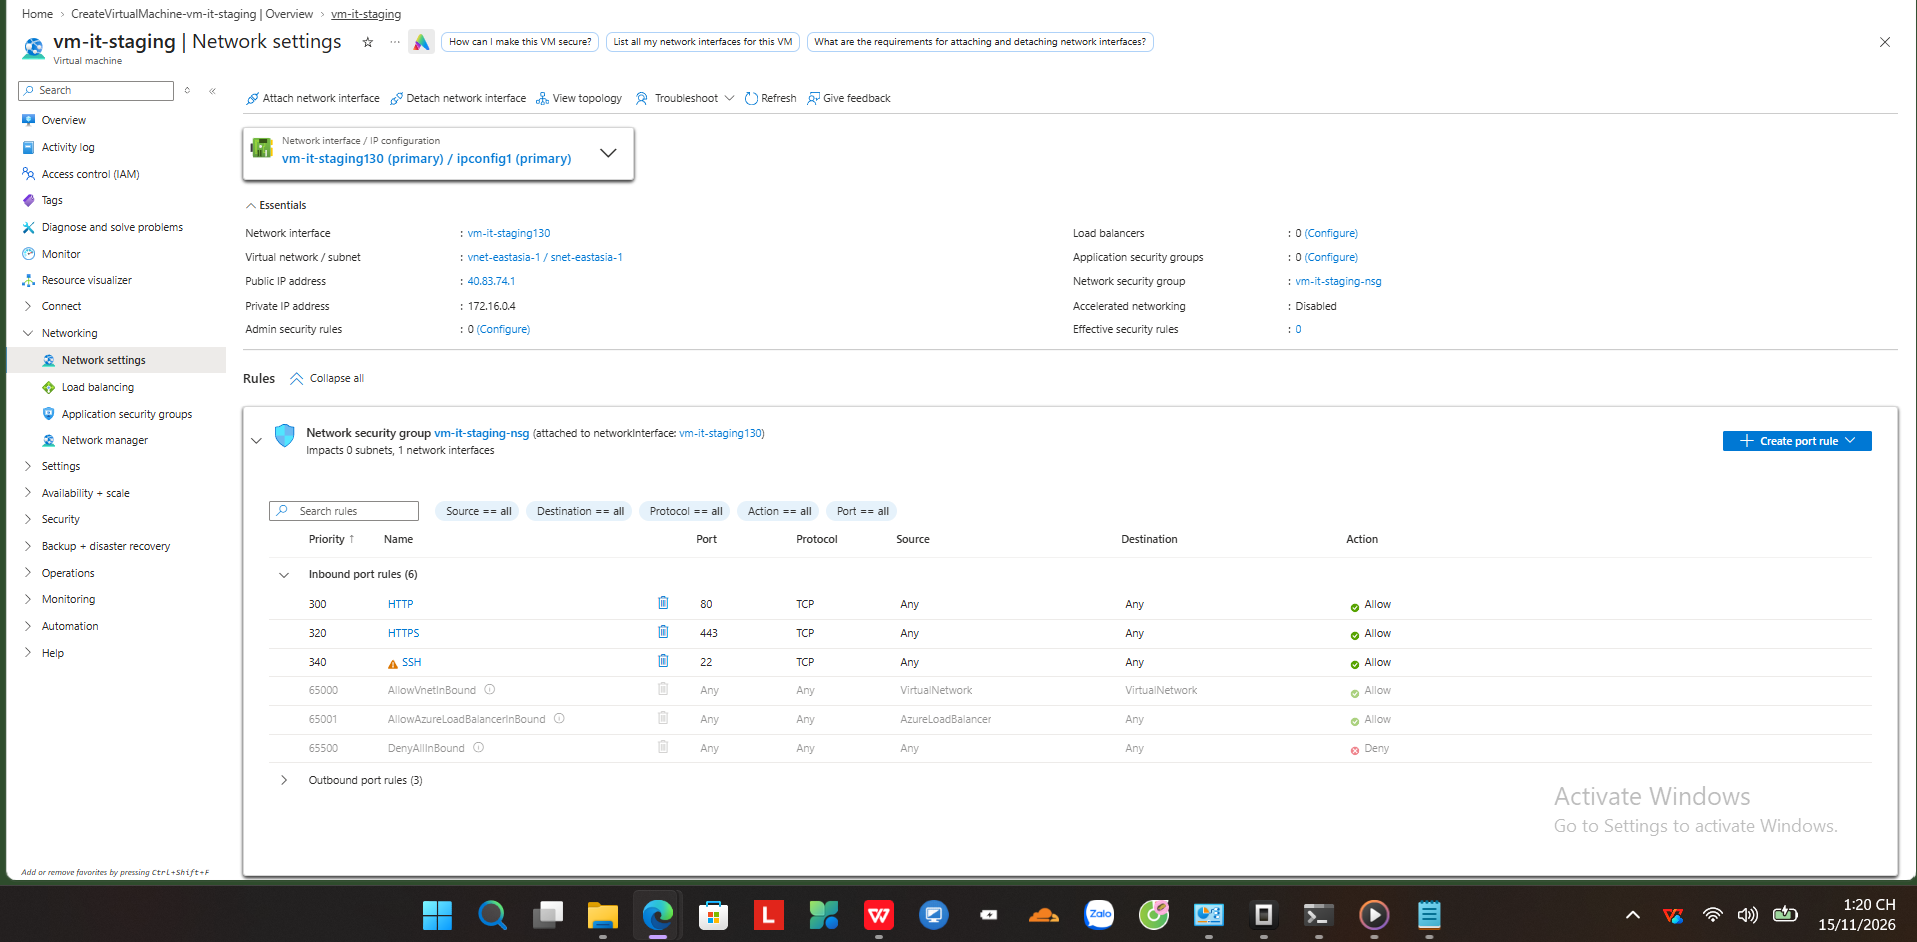 Home > CreateVirtualMachine-vm-it-staging | Overview > vm-it-staging
vm-it-staging | Network settings
Virtual machine
How can I make this VM secure?
List all my network interfaces for this VM
What are the requirements for attaching and detaching network interfaces?
Search
Overview
Activity log
Access control (IAM)
Tags
Diagnose and solve problems
Monitor
Resource visualizer
Connect
Networking
Network settings
Load balancing
Application security groups
Network manager
Settings
Availability + scale
Security
Backup + disaster recovery
Operations
Monitoring
Automation
Help
Add or remove favorites by pressing Ctrl+Shift+F
Attach network interface Detach network interface View topology Troubleshoot Refresh Give feedback
Network interface / IP configuration
vm-it-staging130 (primary) / ipconfig1 (primary)
Essentials
Network interface : vm-it-staging130
Virtual network / subnet : vnet-eastasia-1 / snet-eastasia-1
Public IP address : 40.83.74.1
Private IP address : 172.16.0.4
Admin security rules : 0 (Configure)
Load balancers : 0 (Configure)
Application security groups : 0 (Configure)
Network security group : vm-it-staging-nsg
Accelerated networking : Disabled
Effective security rules : 0
Rules Collapse all
Network security group vm-it-staging-nsg (attached to networkInterface: vm-it-staging130)
Impacts 0 subnets, 1 network interfaces
Create port rule
Search rules Source == all Destination == all Protocol == all Action == all Port == all
Priority ↑ Name Port Protocol Source Destination Action
Inbound port rules (6)
300 HTTP 80 TCP Any Any Allow
320 HTTPS 443 TCP Any Any Allow
340 SSH 22 TCP Any Any Allow
65000 AllowVnetInBound Any Any VirtualNetwork VirtualNetwork Allow
65001 AllowAzureLoadBalancerInBound Any Any AzureLoadBalancer Any Allow
65500 DenyAllInBound Any Any Any Any Deny
Outbound port rules (3)
Activate Windows
Go to Settings to activate Windows.
L
W
Zalo
1:20 CH
15/11/2026